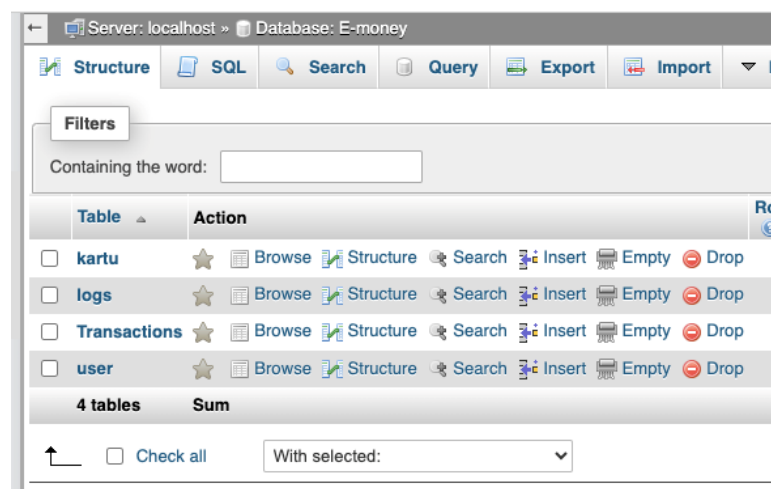 ← Server: localhost » Database: E-money
Structure SQL Search Query Export Import
Filters
Containing the word:
Table Action
kartu Browse Structure Search Insert Empty Drop
logs Browse Structure Search Insert Empty Drop
Transactions Browse Structure Search Insert Empty Drop
user Browse Structure Search Insert Empty Drop
4 tables Sum
Check all With selected: